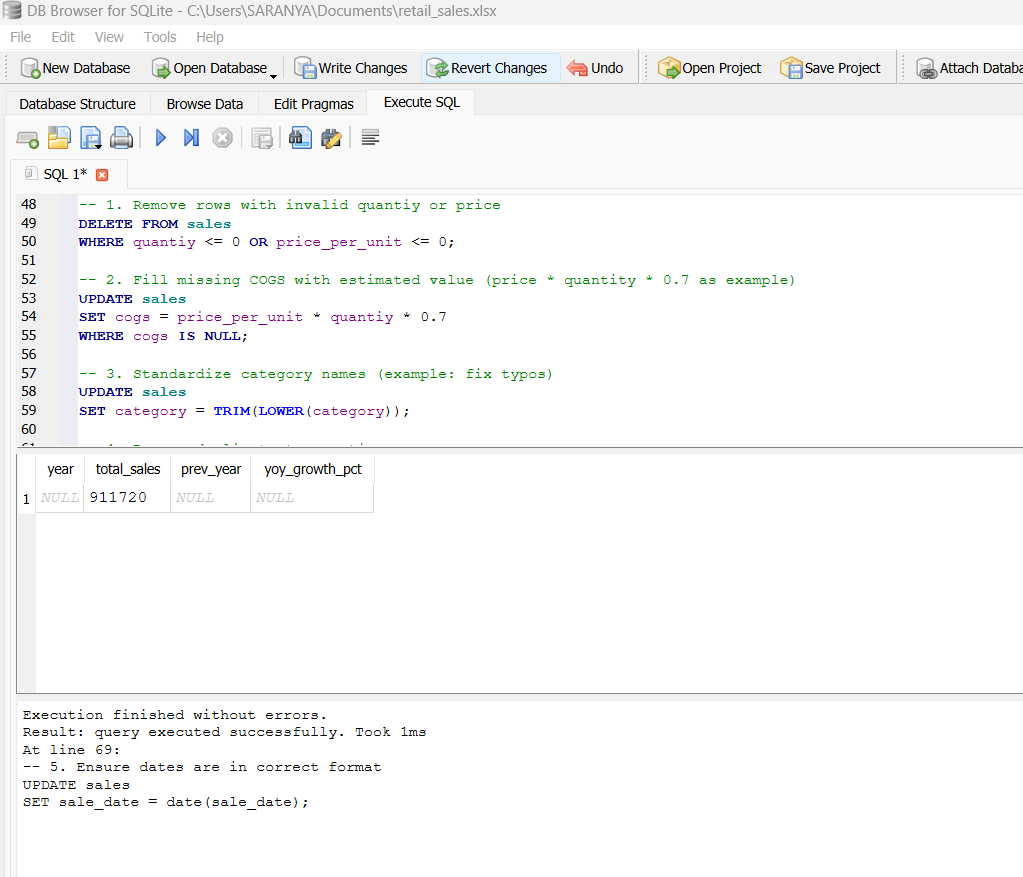 DB Browser for SQLite - C:\Users\SARANYA\Documents\retail_sales.xlsx
File Edit View Tools Help
New Database Open Database Write Changes Revert Changes Undo Open Project Save Project Attach Databa
Database Structure Browse Data Edit Pragmas Execute SQL
SQL 1*
48 -- 1. Remove rows with invalid quantiy or price
49 DELETE FROM sales
50 WHERE quantiy <= 0 OR price_per_unit <= 0;
51
52 -- 2. Fill missing COGS with estimated value (price * quantity * 0.7 as example)
53 UPDATE sales
54 SET cogs = price_per_unit * quantiy * 0.7
55 WHERE cogs IS NULL;
56
57 -- 3. Standardize category names (example: fix typos)
58 UPDATE sales
59 SET category = TRIM(LOWER(category));
60
year total_sales prev_year yoy_growth_pct
1 NULL 911720 NULL NULL
Execution finished without errors.
Result: query executed successfully. Took 1ms
At line 69:
-- 5. Ensure dates are in correct format
UPDATE sales
SET sale_date = date(sale_date);